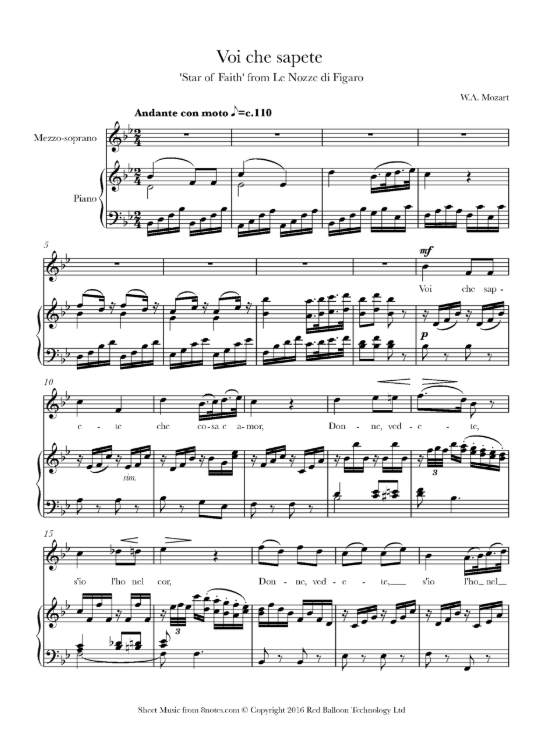 Voi che sapete
'Star of Faith' from Le Nozze di Figaro
W.A. Mozart
Andante con moto ♪=c.110
Mezzo-soprano
Piano
5
mf
Voi che sap-
p
10
e - te che co-sa e a-mor, Don - ne, ved - e - te,
sim.
3
15
s'io l'ho nel cor, Don - ne, ved - e - te, s'io l'ho nel
3
Sheet Music from 8notes.com © Copyright 2016 Red Balloon Technology Ltd